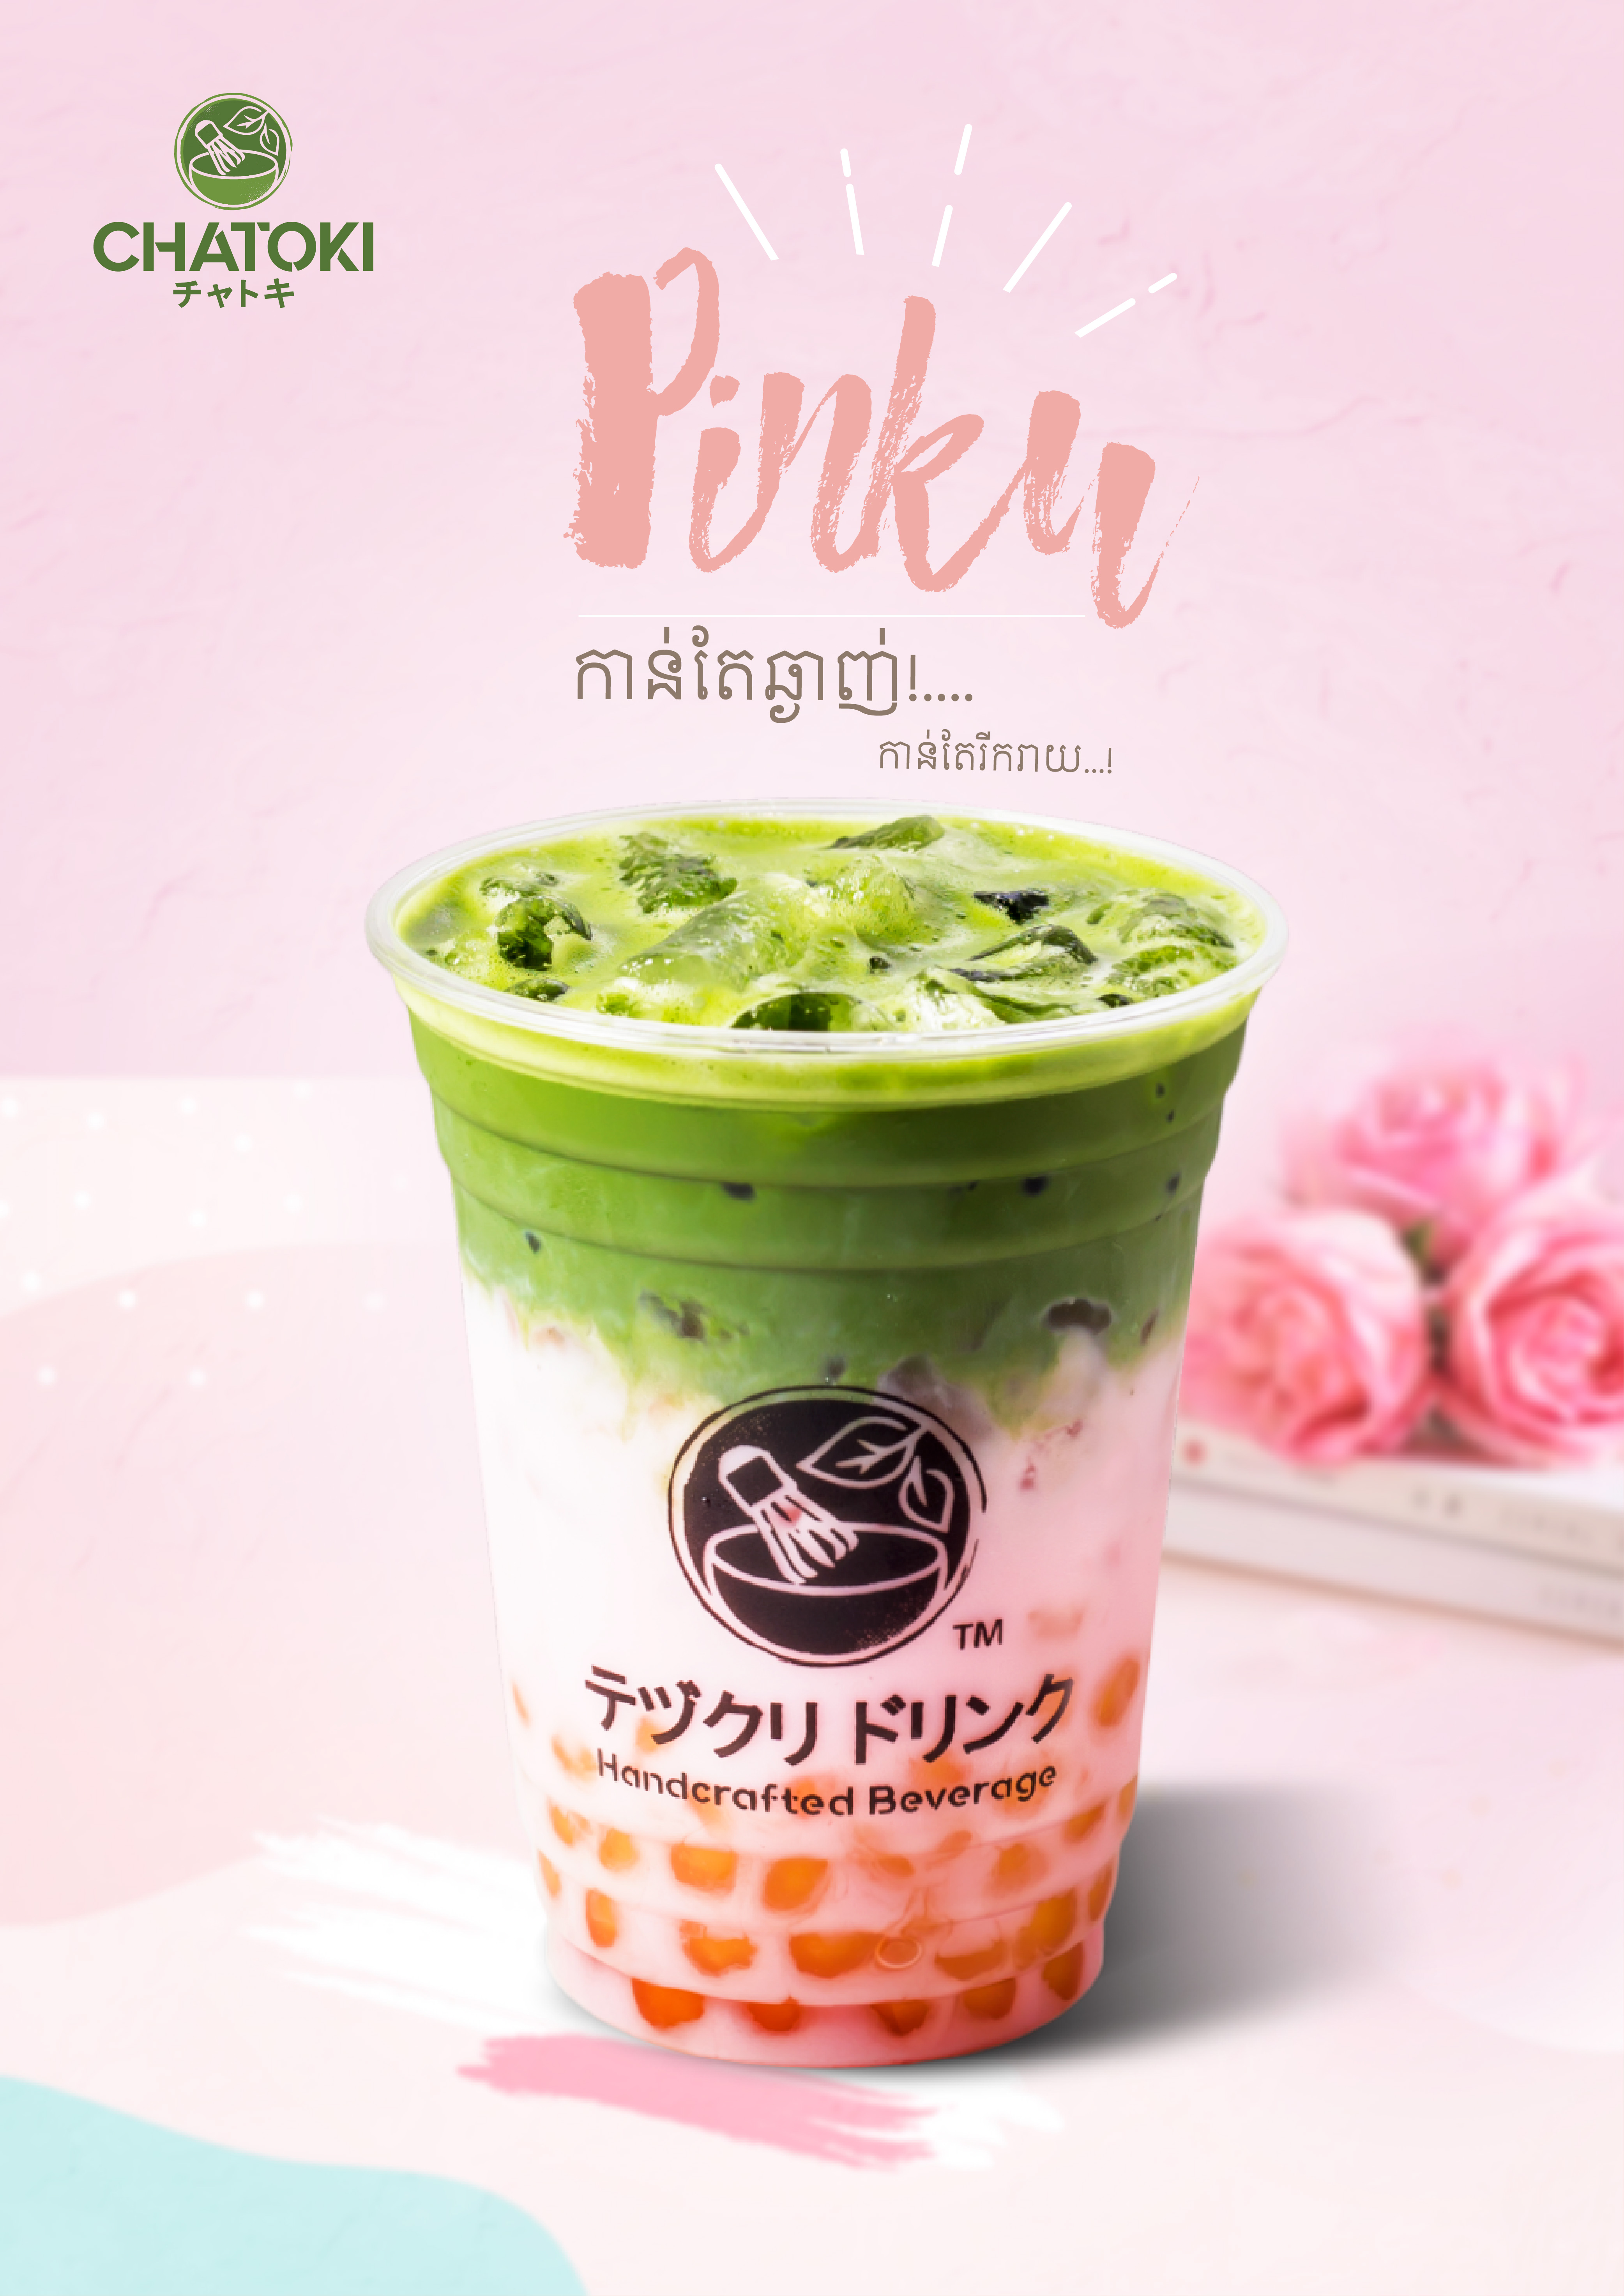 CHATOKI
チャトキ
Pinku
កាន់តែឆ្ងាញ់!....
កាន់តែរីករាយ...!
TM
テヅクリ ドリンク
Handcrafted Beverage